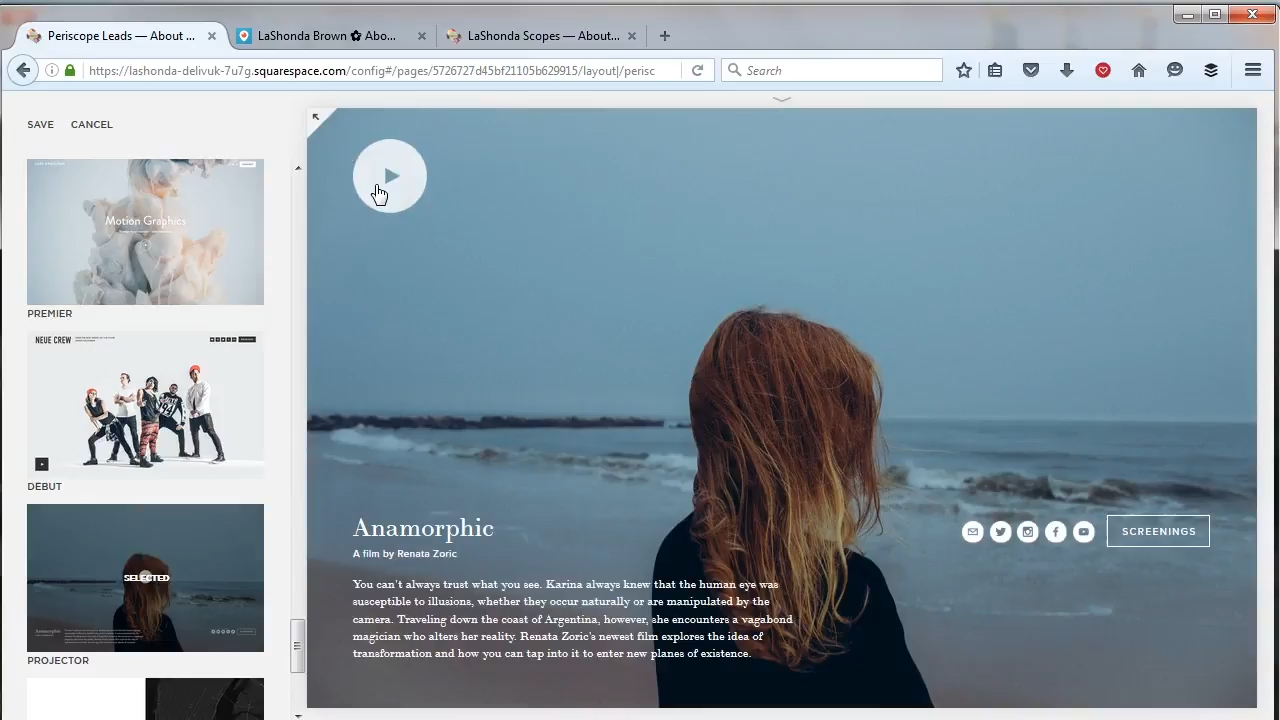 Periscope Leads — About ...
LaShonda Brown ✿ Abo...
LaShonda Scopes — About...
https://lashonda-delivuk-7u7g.squarespace.com/config#/pages/5726727d45bf21105b629915/layout|/perisc
Search
SAVE CANCEL
Motion Graphics
PREMIER
NEUE CREW
DEBUT
SELECTED
PROJECTOR
Anamorphic
A film by Renata Zoric
SCREENINGS
You can't always trust what you see. Karina always knew that the human eye was
susceptible to illusions, whether they occur naturally or are manipulated by the
camera. Traveling down the coast of Argentina, however, she encounters a vagabond
magician who alters her reality. Renata Zoric's newest film explores the idea of
transformation and how you can tap into it to enter new planes of existence.